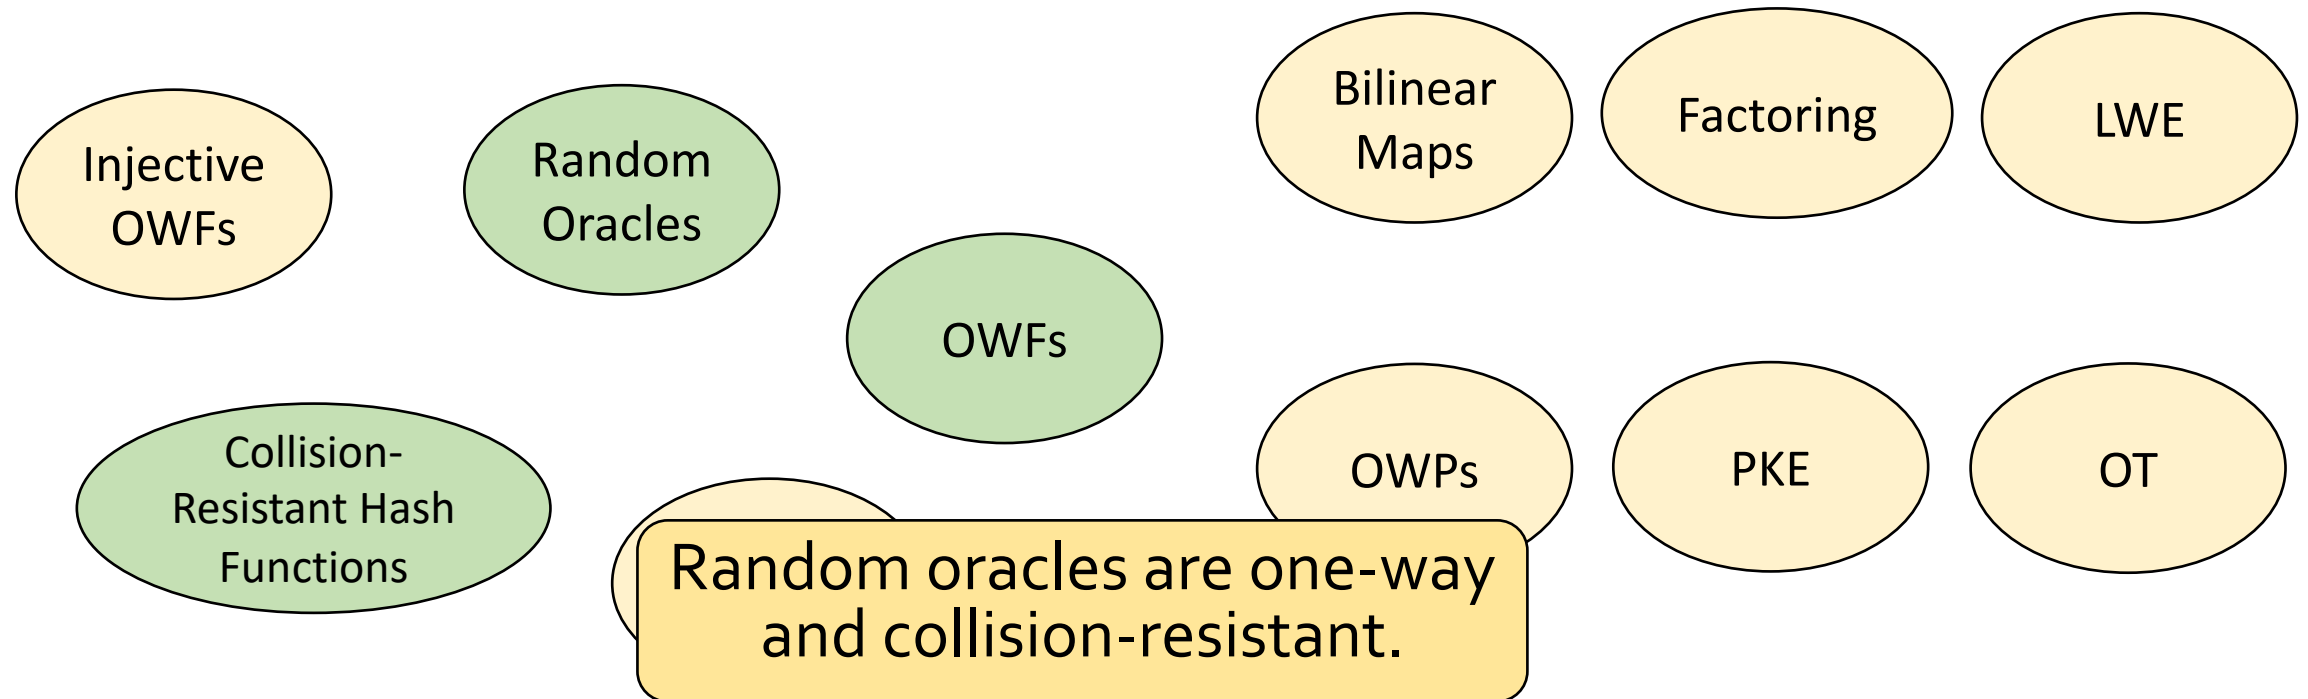 Injective
OWFs
Random
Oracles
Bilinear
Maps
Factoring
LWE
OWFs
Collision-
Resistant Hash
Functions
OWPs
PKE
OT
Random oracles are one-way
and collision-resistant.